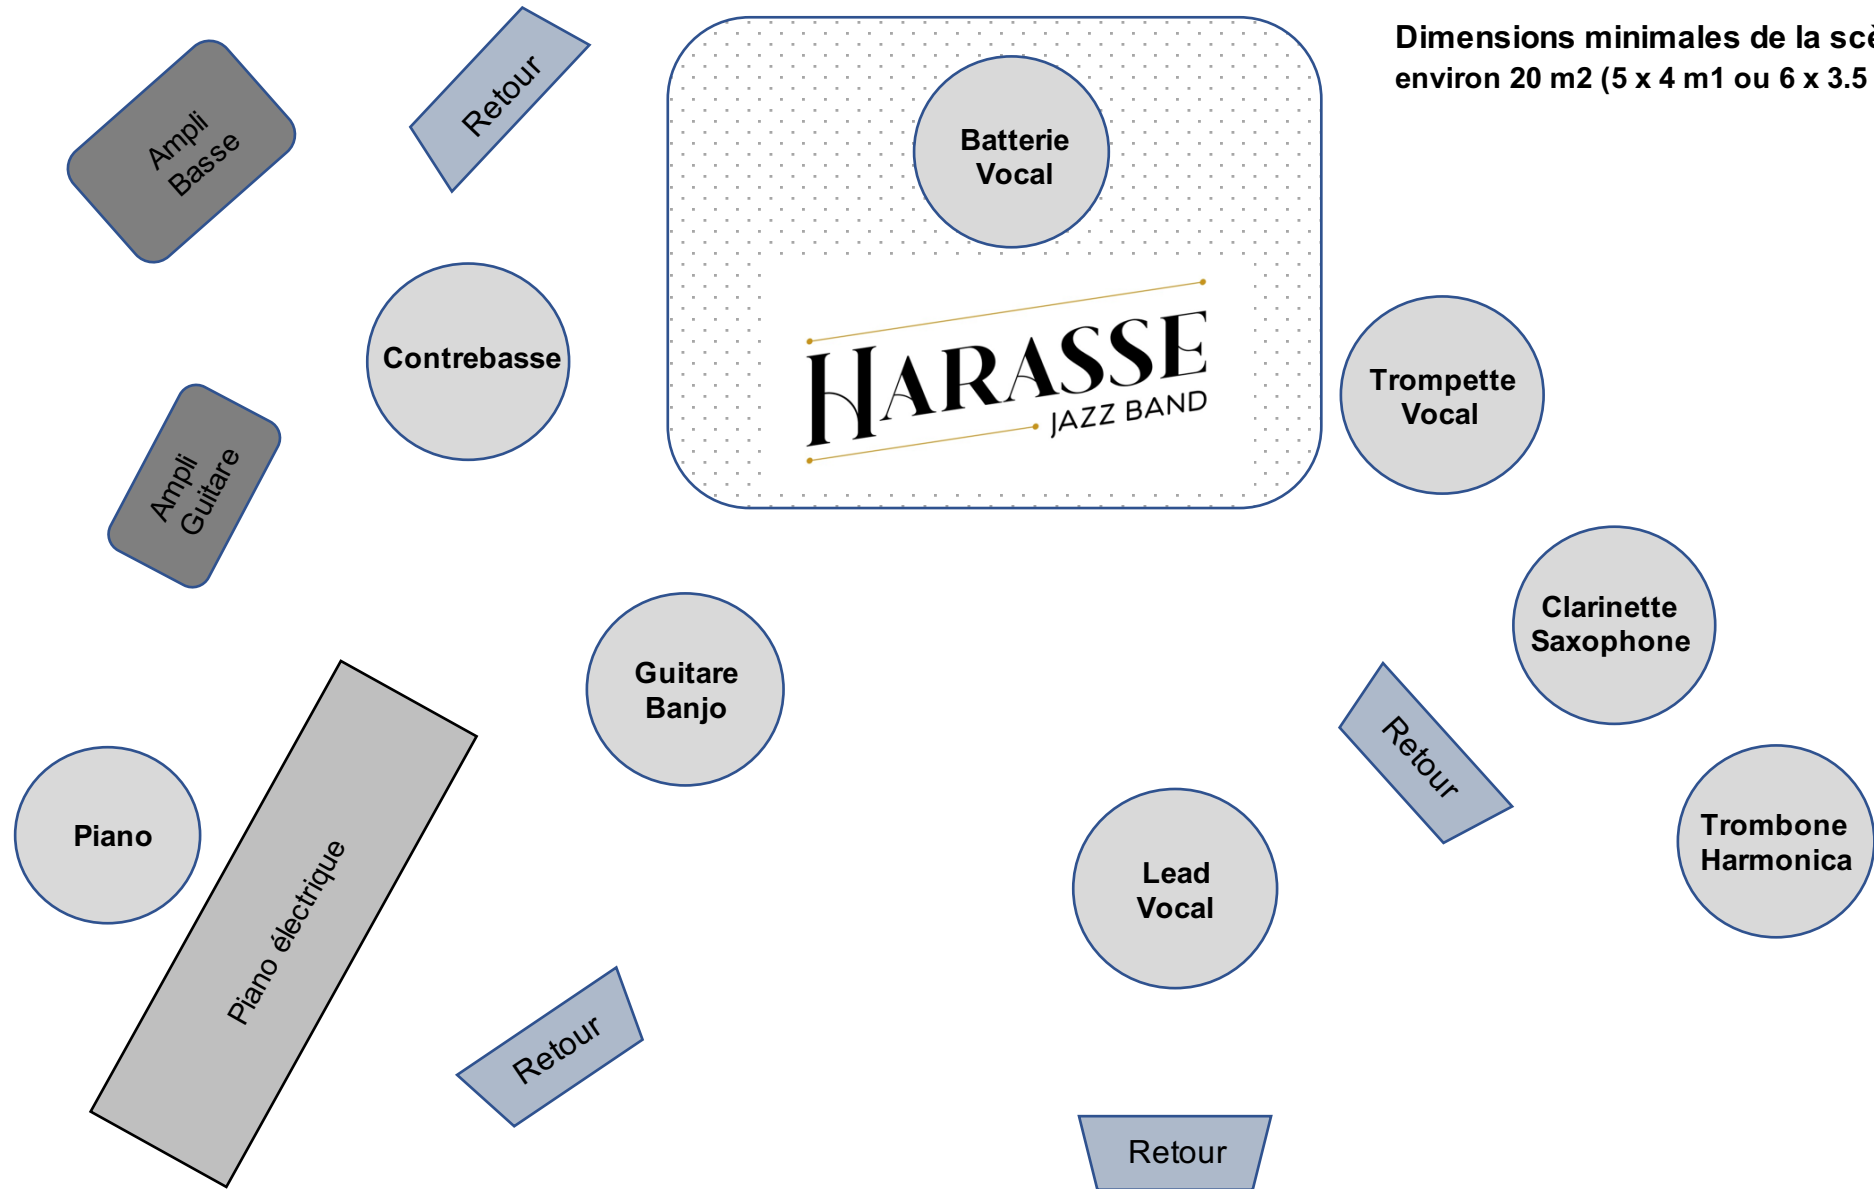 Dimensions minimales de la scè
environ 20 m2 (5 x 4 m1 ou 6 x 3.5
Ampli
Basse
Retour
Batterie
Vocal
Contrebasse
HARASSE
JAZZ BAND
Trompette
Vocal
Ampli
Guitare
Clarinette
Saxophone
Guitare
Banjo
Retour
Piano
Piano électrique
Lead
Vocal
Trombone
Harmonica
Retour
Retour